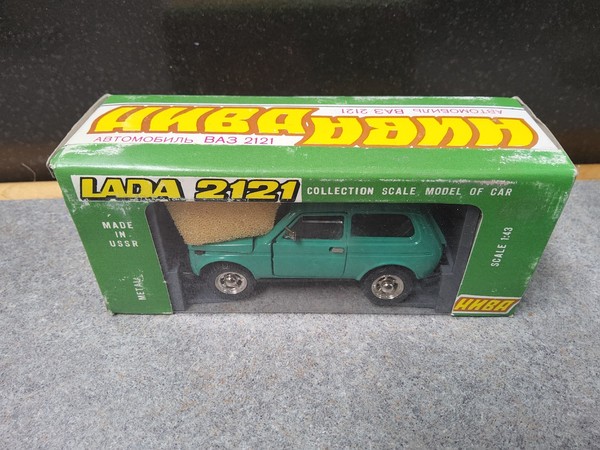 НИВА
АВТОМОБИЛЬ ВАЗ 2121
НИВА
АВТОМОБИЛЬ ВАЗ 2121
LADA 2121
COLLECTION SCALE MODEL OF CAR
MADE
IN
USSR
METAL
SCALE 1:43
НИВА